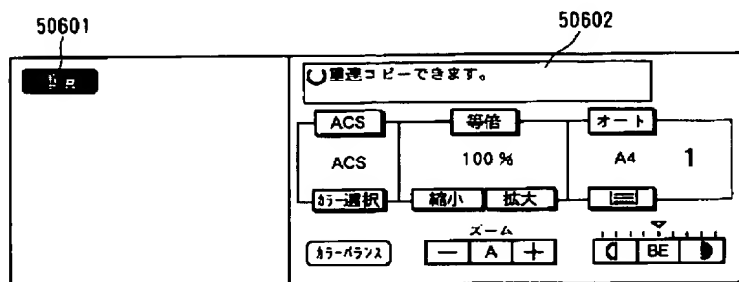 50601
50602
重連コピーできます。
ACS
等倍
オート
ACS
100 %
A4
1
カラー選択
縮小
拡大
ズーム
カラーバランス
− A +
BE